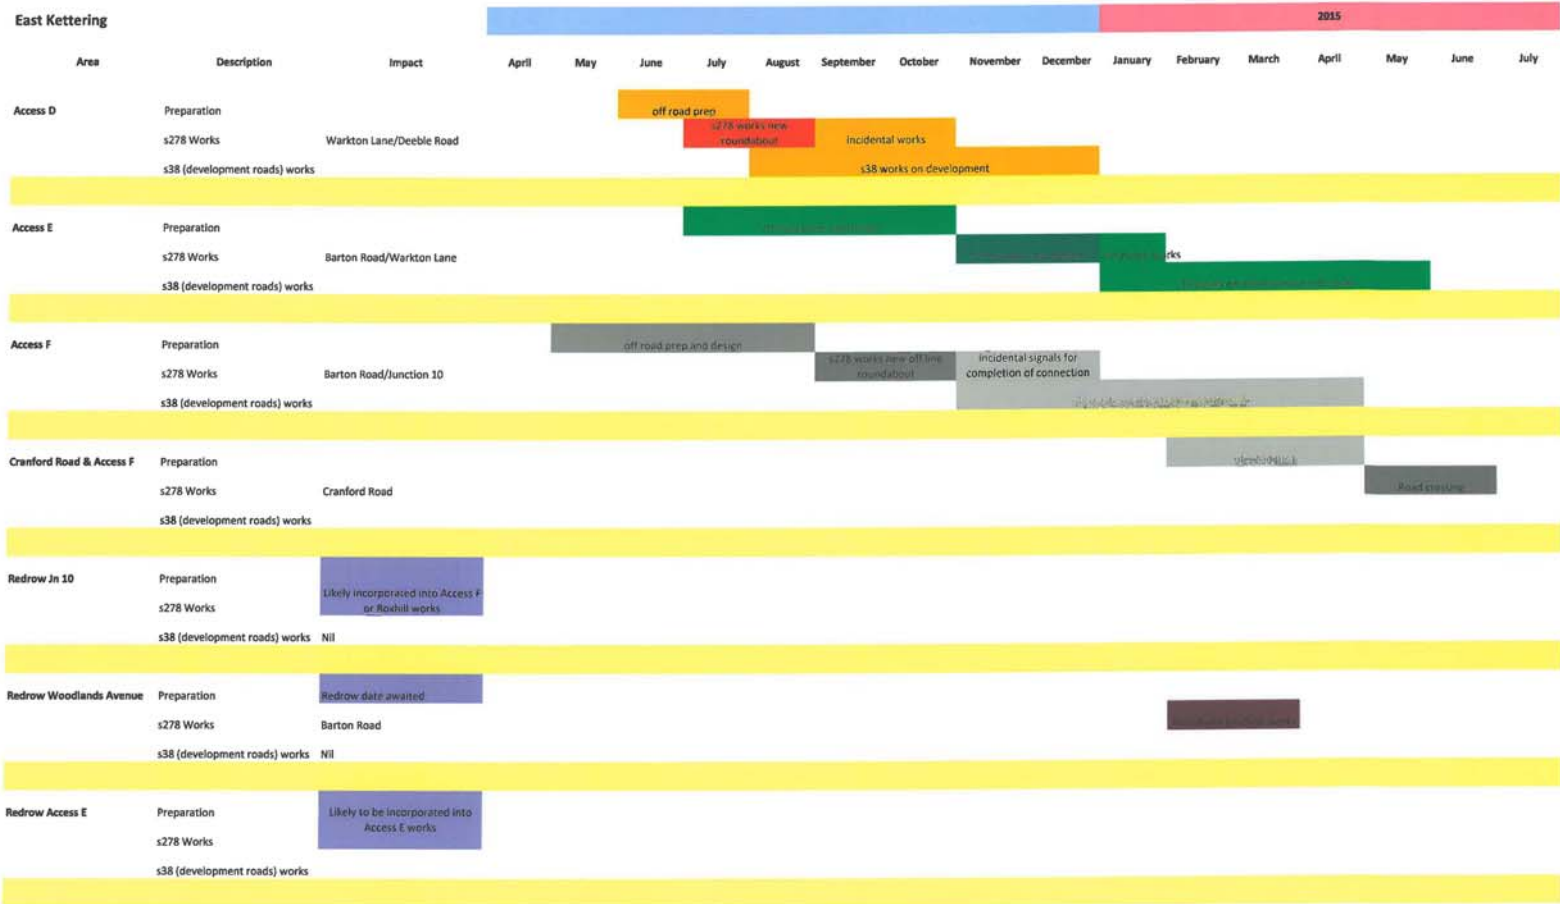 East Kettering
2015
Area Description Impact April May June July August September October November December January February March April May June July
Access D Preparation off road prep
s278 Works Warkton Lane/Deeble Road s278 works new roundabout incidental works
s38 (development roads) works s38 works on development
Access E Preparation
s278 Works Barton Road/Warkton Lane
s38 (development roads) works
Access F Preparation off road prep and design
s278 Works Barton Road/Junction 10 s278 works new off line roundabout incidental signals for completion of connection
s38 (development roads) works
Cranford Road & Access F Preparation
s278 Works Cranford Road Road crossing
s38 (development roads) works
Redrow Jn 10 Preparation
Likely incorporated into Access F
s278 Works or Roxhill works
s38 (development roads) works Nil
Redrow Woodlands Avenue Preparation Redrow date awaited
s278 Works Barton Road
s38 (development roads) works Nil
Redrow Access E Preparation Likely to be incorporated into
Access E works
s278 Works
s38 (development roads) works